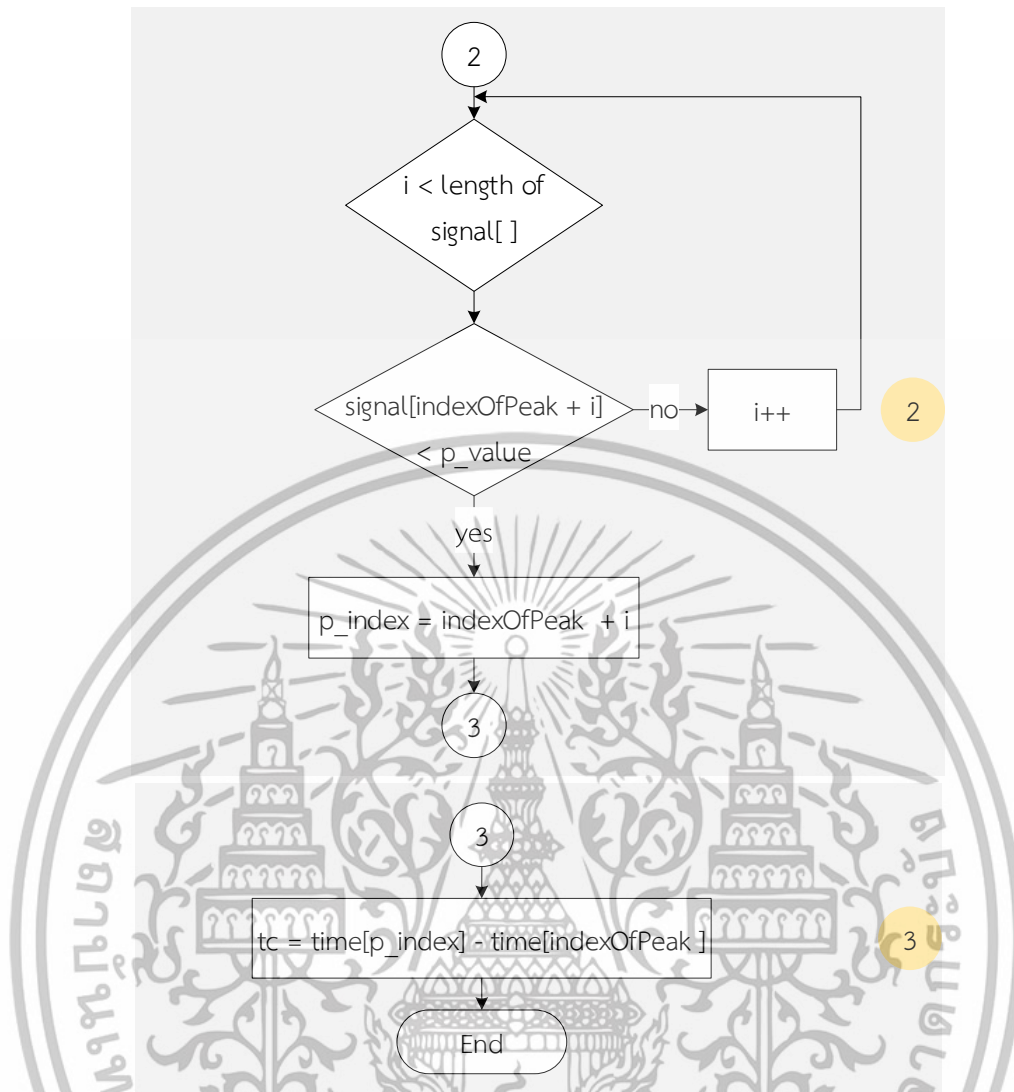 2
i < length of
signal[ ]
signal[indexOfPeak + i]
< p_value
no
i++
2
yes
p_index = indexOfPeak + i
3
3
tc = time[p_index] - time[indexOfPeak ]
3
End